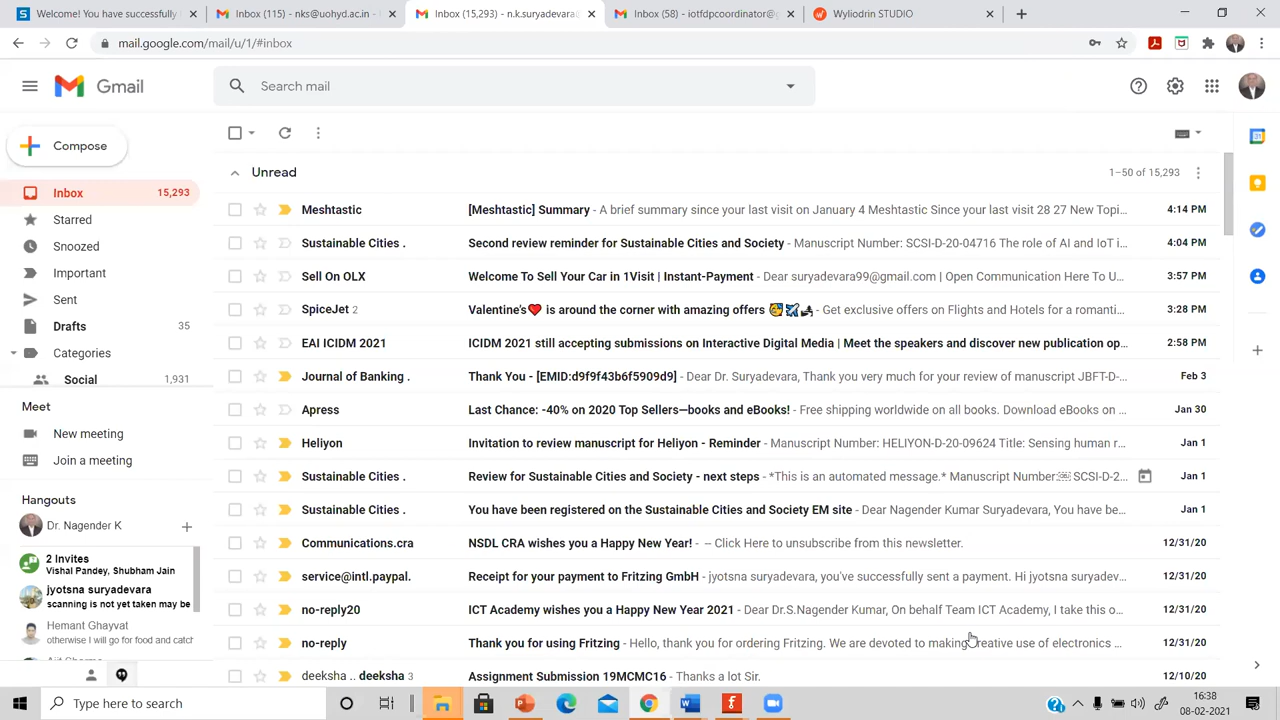 Welcome! You have successfully
Inbox (115) - nks@uohyd.ac.in -
Inbox (15,293) - n.k.suryadevara@
Inbox (58) - iotfdpcoordinator@g
Wyliodrin STUDIO
mail.google.com/mail/u/1/#inbox
Gmail
Search mail
Compose
Unread
1–50 of 15,293
Inbox 15,293
Starred
Snoozed
Important
Sent
Drafts 35
Categories
Social 1,931
Meet
New meeting
Join a meeting
Hangouts
Dr. Nagender K
2 Invites
Vishal Pandey, Shubham Jain
jyotsna suryadevara
scanning is not yet taken may be
Hemant Ghayvat
otherwise i will go for food and catch
Meshtastic [Meshtastic] Summary - A brief summary since your last visit on January 4 Meshtastic Since your last visit 28 27 New Topi... 4:14 PM
Sustainable Cities . Second review reminder for Sustainable Cities and Society - Manuscript Number: SCSI-D-20-04716 The role of AI and IoT i... 4:04 PM
Sell On OLX Welcome To Sell Your Car in 1Visit | Instant-Payment - Dear suryadevara99@gmail.com | Open Communication Here To U... 3:57 PM
SpiceJet 2 Valentine's❤ is around the corner with amazing offers - Get exclusive offers on Flights and Hotels for a romanti... 3:28 PM
EAI ICIDM 2021 ICIDM 2021 still accepting submissions on Interactive Digital Media | Meet the speakers and discover new publication op... 2:58 PM
Journal of Banking . Thank You - [EMID:d9f9f43b6f5909d9] - Dear Dr. Suryadevara, Thank you very much for your review of manuscript JBFT-D-... Feb 3
Apress Last Chance: -40% on 2020 Top Sellers—books and eBooks! - Free shipping worldwide on all books. Download eBooks on ... Jan 30
Heliyon Invitation to review manuscript for Heliyon - Reminder - Manuscript Number: HELIYON-D-20-09624 Title: Sensing human r... Jan 1
Sustainable Cities . Review for Sustainable Cities and Society - next steps - *This is an automated message.* Manuscript Number: SCSI-D-2... Jan 1
Sustainable Cities . You have been registered on the Sustainable Cities and Society EM site - Dear Nagender Kumar Suryadevara, You have be... Jan 1
Communications.cra NSDL CRA wishes you a Happy New Year! - -- Click Here to unsubscribe from this newsletter. 12/31/20
service@intl.paypal. Receipt for your payment to Fritzing GmbH - jyotsna suryadevara, you've successfully sent a payment. Hi jyotsna suryadev... 12/31/20
no-reply20 ICT Academy wishes you a Happy New Year 2021 - Dear Dr.S.Nagender Kumar, On behalf Team ICT Academy, I take this o... 12/31/20
no-reply Thank you for using Fritzing - Hello, thank you for ordering Fritzing. We are devoted to making creative use of electronics ... 12/31/20
deeksha .. deeksha 3 Assignment Submission 19MCMC16 - Thanks a lot Sir. 12/10/20
Type here to search
16:38
08-02-2021